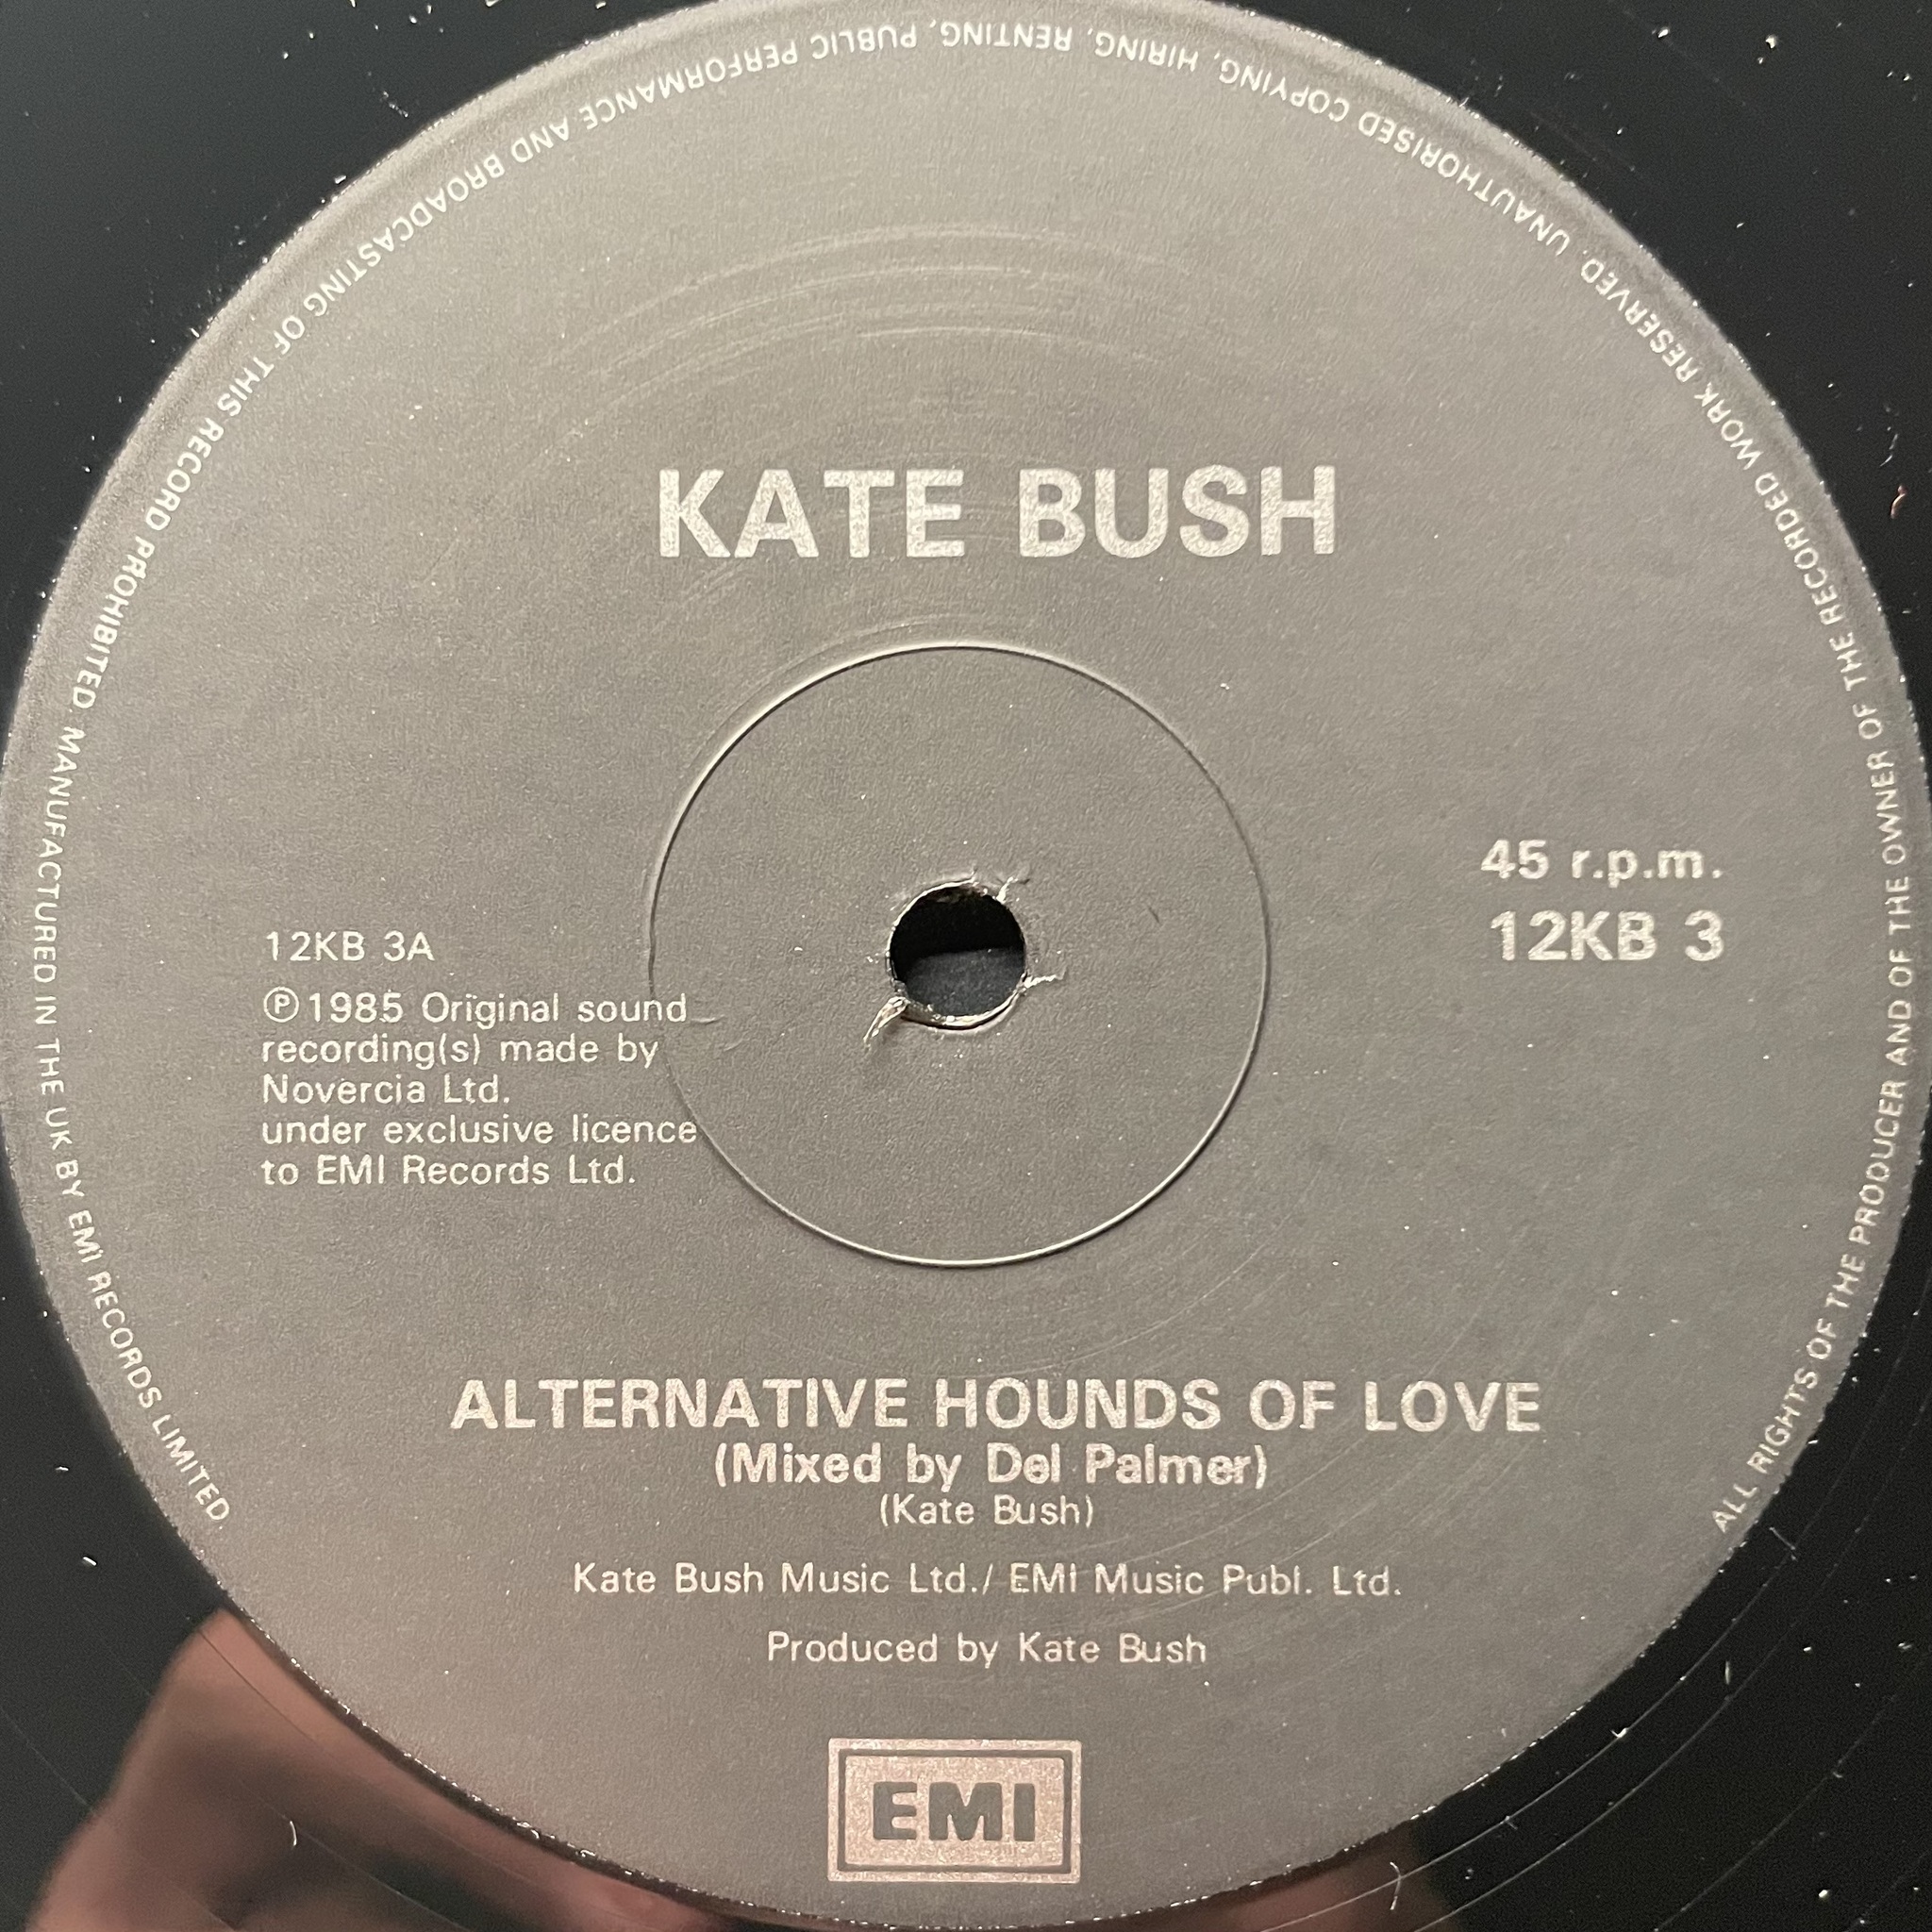 KATE BUSH
45 r.p.m.
12KB 3
12KB 3A
Ⓟ1985 Original sound
recording(s) made by
Novercia Ltd.
under exclusive licence
to EMI Records Ltd.
ALTERNATIVE HOUNDS OF LOVE
(Mixed by Del Palmer)
(Kate Bush)
Kate Bush Music Ltd./ EMI Music Publ. Ltd.
Produced by Kate Bush
EMI
ALL RIGHTS OF THE PRODUCER AND OF THE OWNER OF THE RECORDED WORK RESERVED. UNAUTHORISED COPYING, HIRING, RENTING, PUBLIC PERFORMANCE AND BROADCASTING OF THIS RECORD PROHIBITED. MANUFACTURED IN THE UK BY EMI RECORDS LIMITED